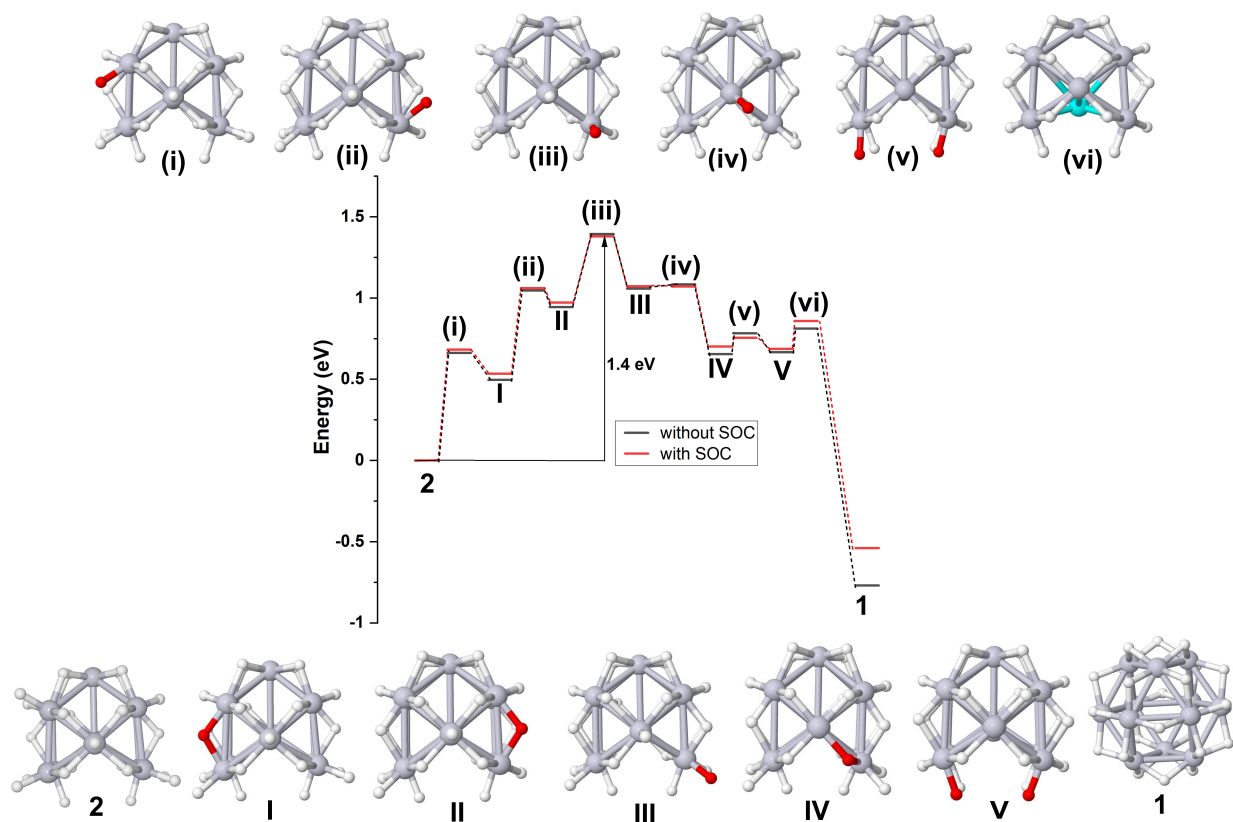 (i) (ii) (iii) (iv) (v) (vi)
1.5
1
0.5
0
-0.5
-1
Energy (eV)
2
(i)
I
(ii)
II
(iii)
III
(iv)
IV
(v)
V
(vi)
1
1.4 eV
without SOC
with SOC
2 I II III IV V 1